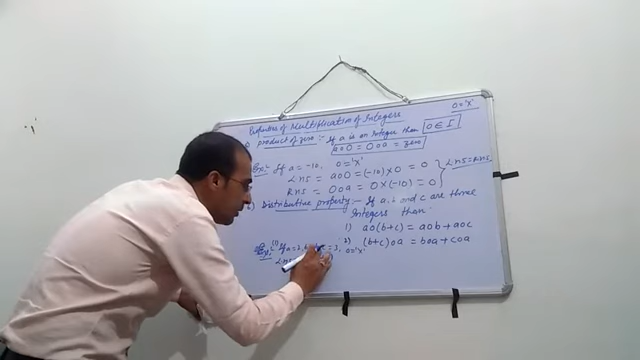 o='x'
Properties of Multiplication of Integers
1) product of zero :- If a is an Integer then 0 ∈ I
a o 0 = 0 o a = zero
Ex:- If a = -10, o='x'
LHS = a o 0 = (-10) x 0 = 0
RHS = 0 o a = 0 x (-10) = 0
LHS = RHS
2) Distributive property :- If a, b and c are three
Integers then
1) a o (b+c) = a o b + a o c
2) (b+c) o a = b o a + c o a
Ex:- (1) If a = 2, = 3, o='x'
LHS